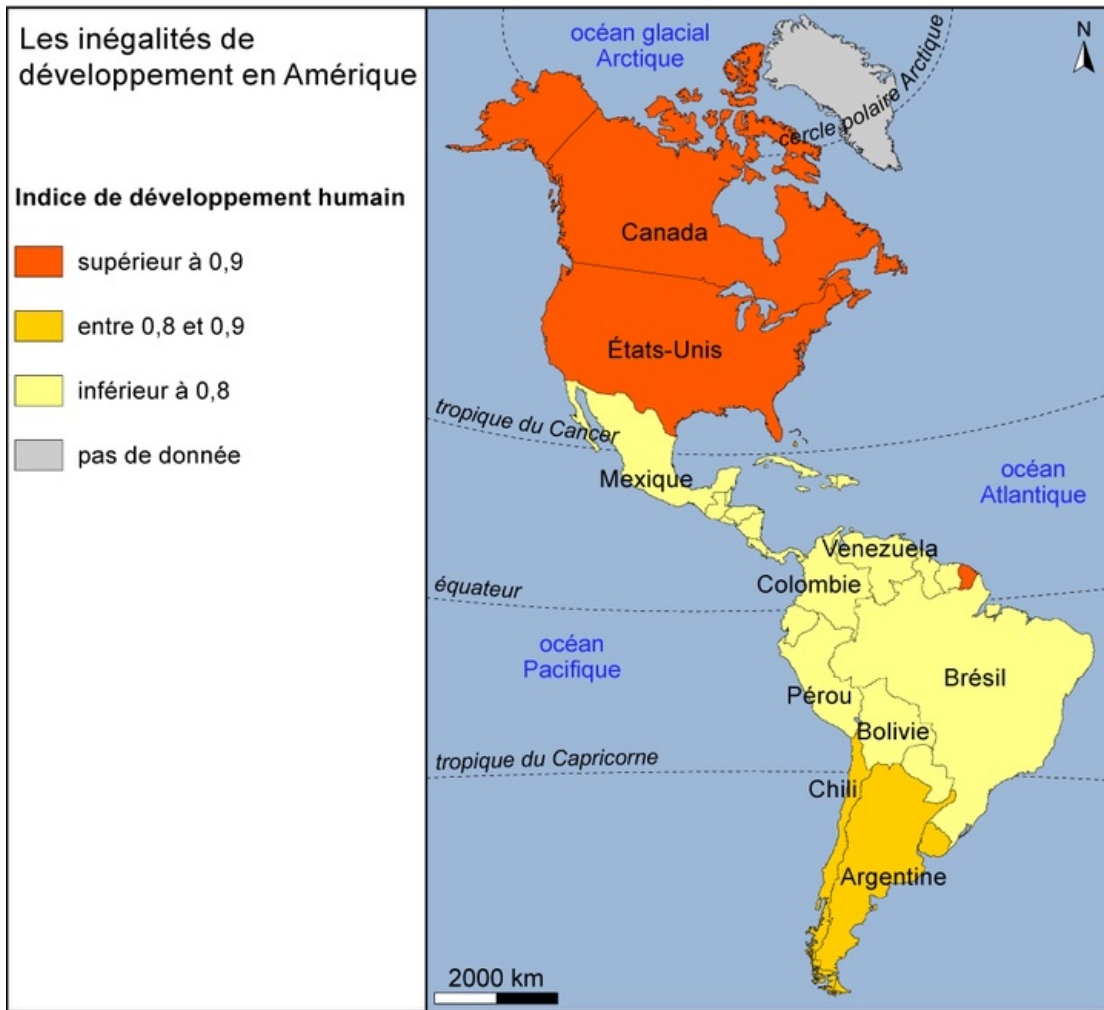 Les inégalités de
développement en Amérique
Indice de développement humain
supérieur à 0,9
entre 0,8 et 0,9
inférieur à 0,8
pas de donnée
océan glacial
Arctique
N
cercle polaire Arctique
Canada
États-Unis
tropique du Cancer
Mexique
océan
Atlantique
Venezuela
Colombie
équateur
océan
Pacifique
Brésil
Pérou
Bolivie
tropique du Capricorne
Chili
Argentine
2000 km